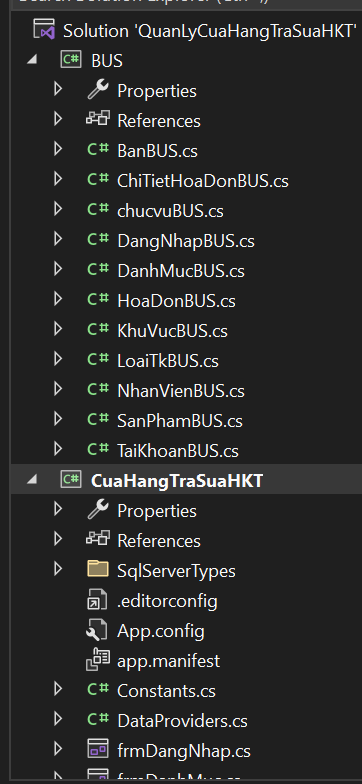 Solution 'QuanLyCuaHangTraSuaHKT'
BUS
Properties
References
BanBUS.cs
ChiTietHoaDonBUS.cs
chucvuBUS.cs
DangNhapBUS.cs
DanhMucBUS.cs
HoaDonBUS.cs
KhuVucBUS.cs
LoaiTkBUS.cs
NhanVienBUS.cs
SanPhamBUS.cs
TaiKhoanBUS.cs
CuaHangTraSuaHKT
Properties
References
SqlServerTypes
.editorconfig
App.config
app.manifest
Constants.cs
DataProviders.cs
frmDangNhap.cs
frmDanhMuc.cs